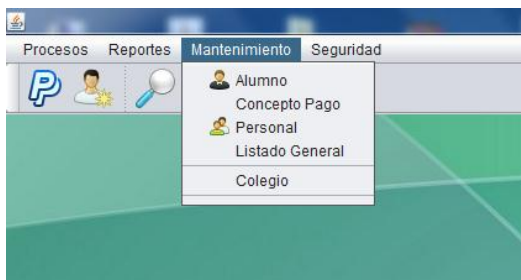 Procesos Reportes Mantenimiento Seguridad
Alumno
Concepto Pago
Personal
Listado General
Colegio